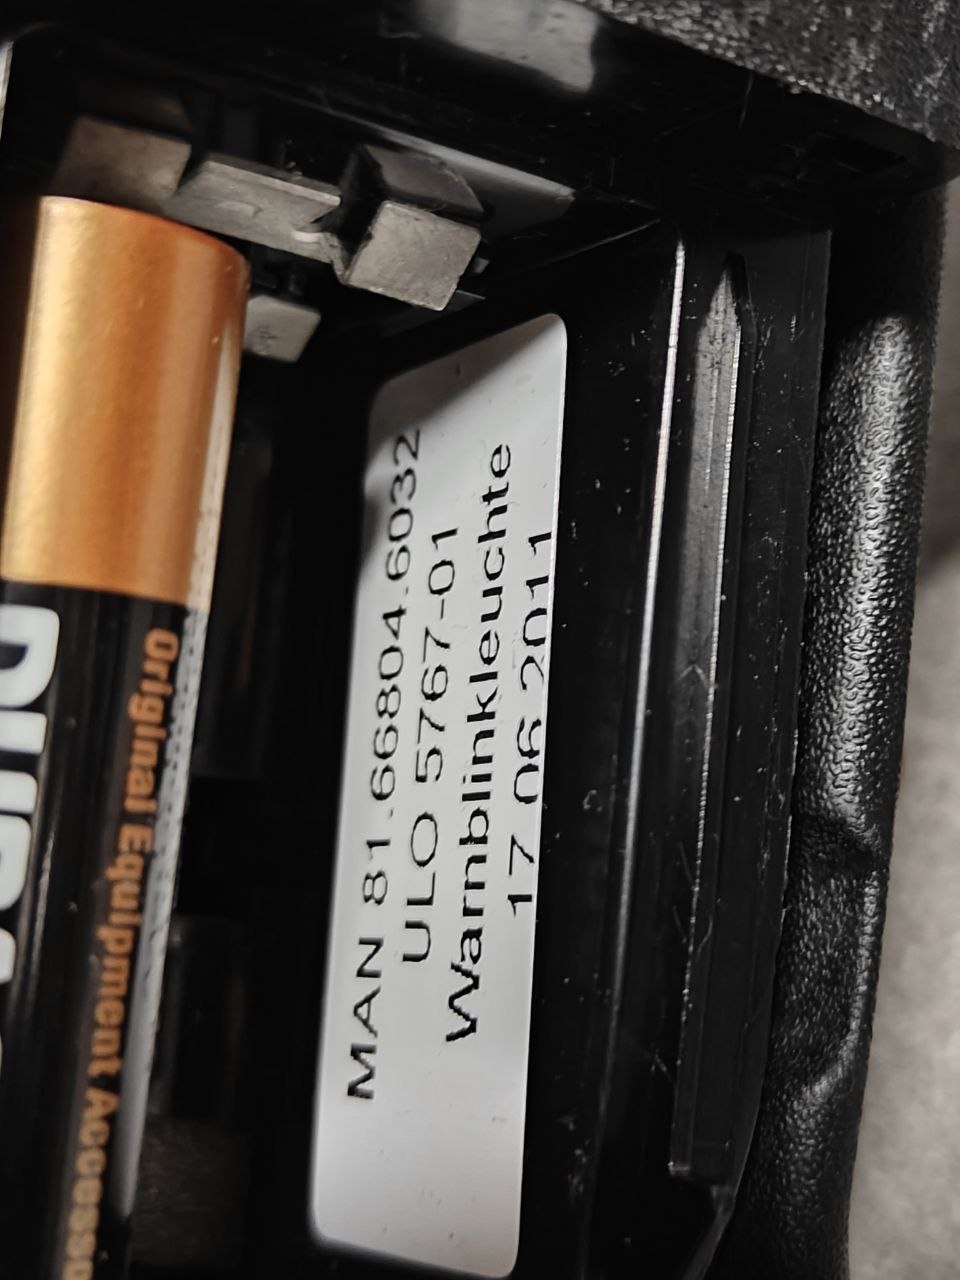 MAN 81.66804.6032
ULO 5767-01
Warnblinkleuchte
17 06 2011
Original Equipment Accesso